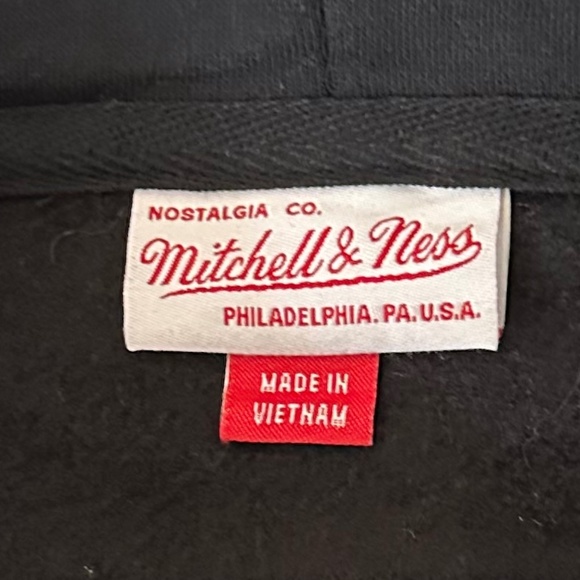 NOSTALGIA CO.
Mitchell & Ness
PHILADELPHIA. PA. U.S.A.
MADE IN
VIETNAM